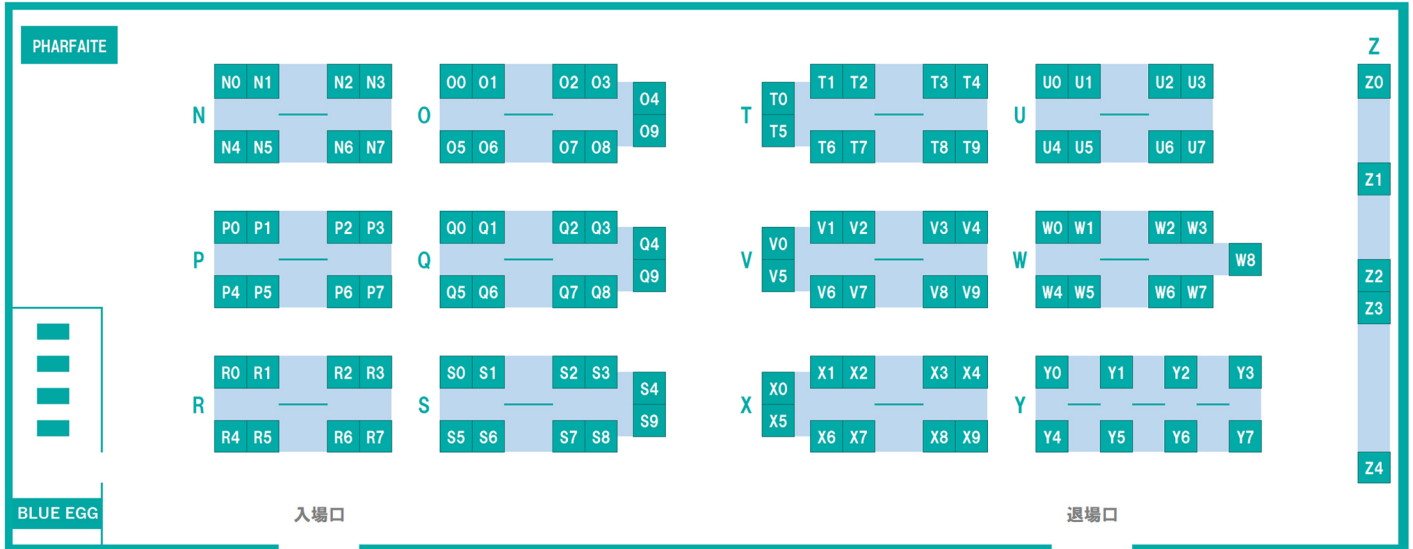 PHARFAITE
Z
N0 N1 N2 N3 O0 O1 O2 O3 T1 T2 T3 T4 U0 U1 U2 U3 Z0
O4 T0
N O T U
O9 T5
N4 N5 N6 N7 O5 O6 O7 O8 T6 T7 T8 T9 U4 U5 U6 U7
Z1
P0 P1 P2 P3 Q0 Q1 Q2 Q3 V1 V2 V3 V4 W0 W1 W2 W3
Q4 V0
P Q V W W8
Q9 V5 Z2
P4 P5 P6 P7 Q5 Q6 Q7 Q8 V6 V7 V8 V9 W4 W5 W6 W7
Z3
R0 R1 R2 R3 S0 S1 S2 S3 X1 X2 X3 X4 Y0 Y1 Y2 Y3
S4 X0
R S X Y
S9 X5
R4 R5 R6 R7 S5 S6 S7 S8 X6 X7 X8 X9 Y4 Y5 Y6 Y7
Z4
BLUE EGG 入場口 退場口